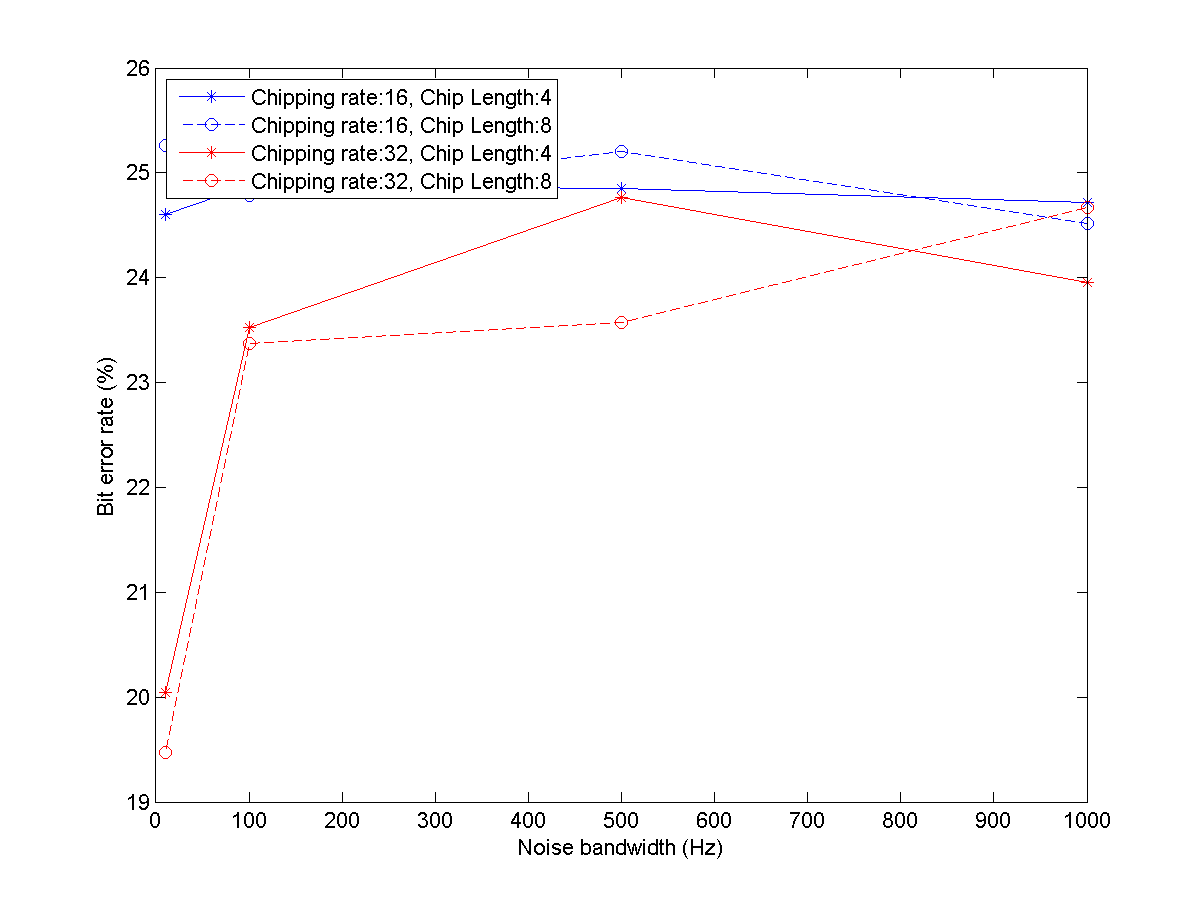 26
25
24
23
22
21
20
19
Bit error rate (%)
Chipping rate:16, Chip Length:4
Chipping rate:16, Chip Length:8
Chipping rate:32, Chip Length:4
Chipping rate:32, Chip Length:8
0 100 200 300 400 500 600 700 800 900 1000
Noise bandwidth (Hz)